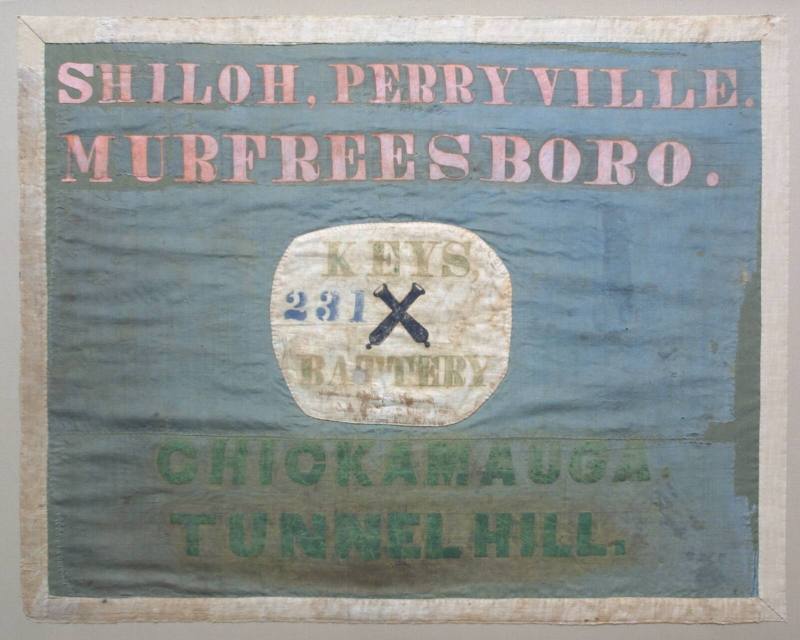 SHILOH, PERRYVILLE.
MURFREESBORO.
KEYS
231
BATTERY
CHICKAMAUGA.
TUNNEL HILL.